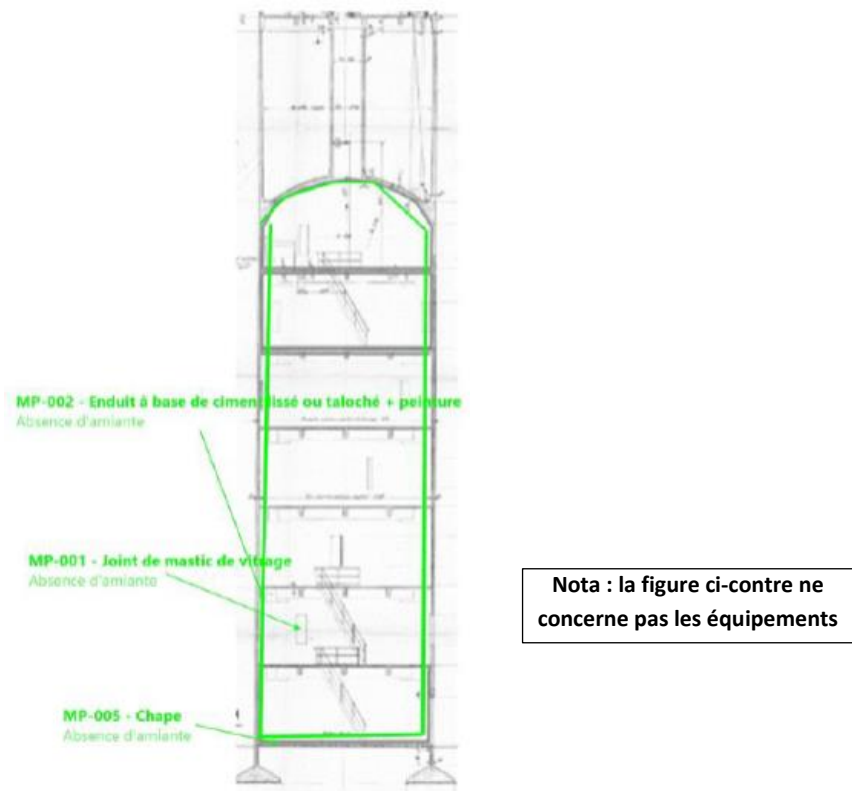 MP-002 - Enduit à base de ciment lissé ou taloché + peinture
Absence d'amiante
MP-001 - Joint de mastic de vitrage
Absence d'amiante
Nota : la figure ci-contre ne
concerne pas les équipements
MP-005 - Chape
Absence d'amiante